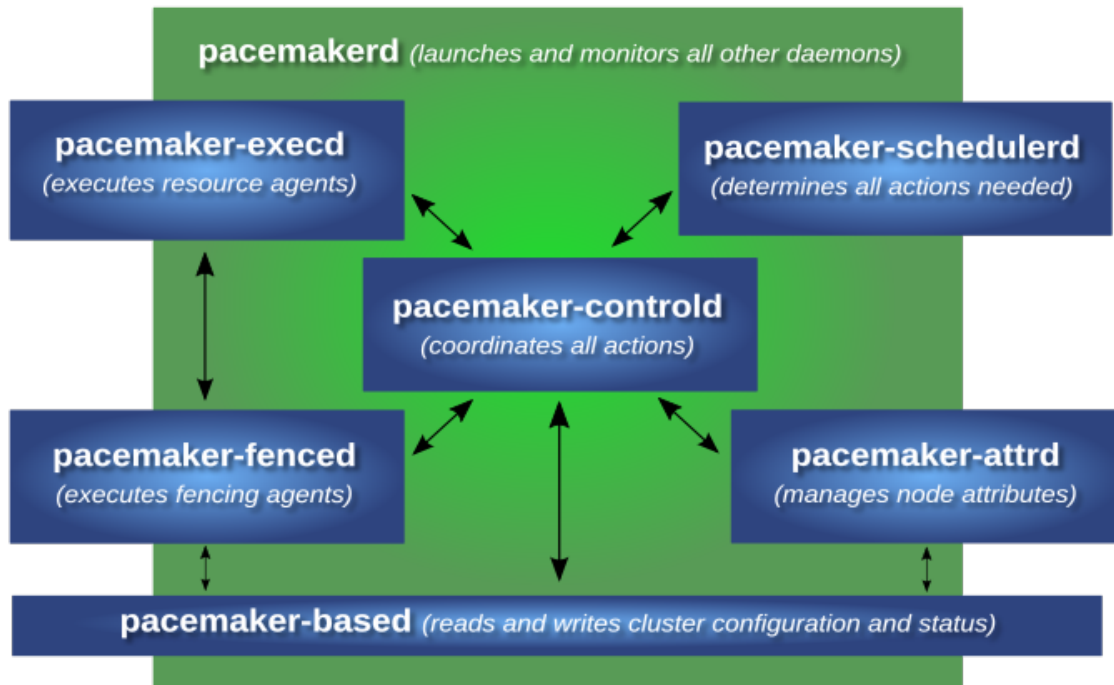 pacemakerd (launches and monitors all other daemons)
pacemaker-execd
(executes resource agents)
pacemaker-schedulerd
(determines all actions needed)
pacemaker-controld
(coordinates all actions)
pacemaker-fenced
(executes fencing agents)
pacemaker-attrd
(manages node attributes)
pacemaker-based (reads and writes cluster configuration and status)